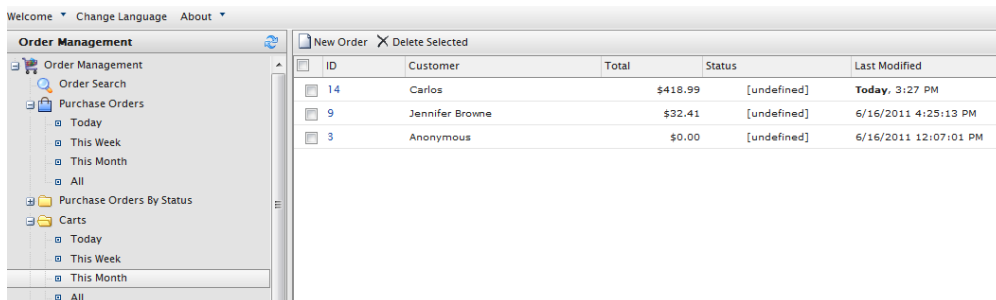 Welcome Change Language About
Order Management
New Order Delete Selected
Order Management
Order Search
Purchase Orders
Today
This Week
This Month
All
Purchase Orders By Status
Carts
Today
This Week
This Month
All
ID Customer Total Status Last Modified
14 Carlos $418.99 [undefined] Today, 3:27 PM
9 Jennifer Browne $32.41 [undefined] 6/16/2011 4:25:13 PM
3 Anonymous $0.00 [undefined] 6/16/2011 12:07:01 PM